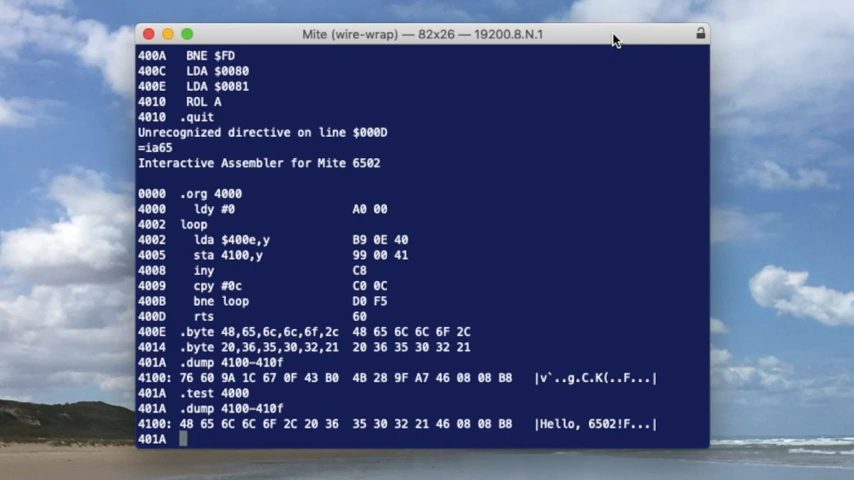 Mite (wire-wrap) — 82x26 — 19200.8.N.1
400A   BNE $FD
400C   LDA $0080
400E   LDA $0081
4010   ROL A
4010  .quit
Unrecognized directive on line $000D
=ia65
Interactive Assembler for Mite 6502
0000  .org 4000
4000    ldy #0              A0 00
4002  loop
4002    lda $400e,y         B9 0E 40
4005    sta 4100,y          99 00 41
4008    iny                 C8
4009    cpy #0c             C0 0C
400B    bne loop            D0 F5
400D    rts                 60
400E  .byte 48,65,6c,6c,6f,2c  48 65 6C 6C 6F 2C
4014  .byte 20,36,35,30,32,21  20 36 35 30 32 21
401A  .dump 4100-410f
4100: 76 60 9A 1C 67 0F 43 B0  4B 28 9F A7 46 08 08 B8   |v`..g.C.K(..F...|
401A  .test 4000
401A  .dump 4100-410f
4100: 48 65 6C 6C 6F 2C 20 36  35 30 32 21 46 08 08 B8   |Hello, 6502!F...|
401A